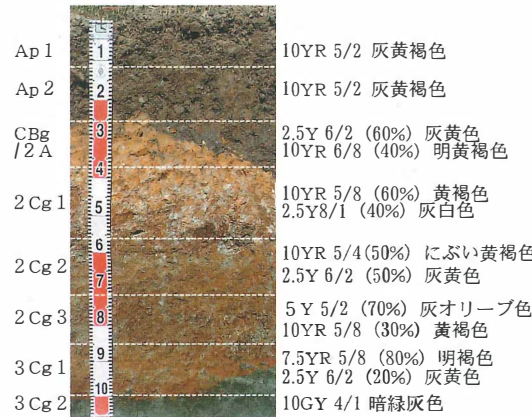 Ap 1
1
10YR 5/2 灰黄褐色
Ap 2
2
10YR 5/2 灰黄褐色
CBg
/2 A
3
4
2.5Y 6/2 (60%) 灰黄色
10YR 6/8 (40%) 明黄褐色
2 Cg 1
5
10YR 5/8 (60%) 黄褐色
2.5Y8/1 (40%) 灰白色
6
2 Cg 2
7
10YR 5/4(50%) にぶい黄褐色
2.5Y 6/2 (50%) 灰黄色
2 Cg 3
8
5 Y 5/2 (70%) 灰オリーブ色
10YR 5/8 (30%) 黄褐色
3 Cg 1
9
10
7.5YR 5/8 (80%) 明褐色
2.5Y 6/2 (20%) 灰黄色
3 Cg 2
10GY 4/1 暗緑灰色